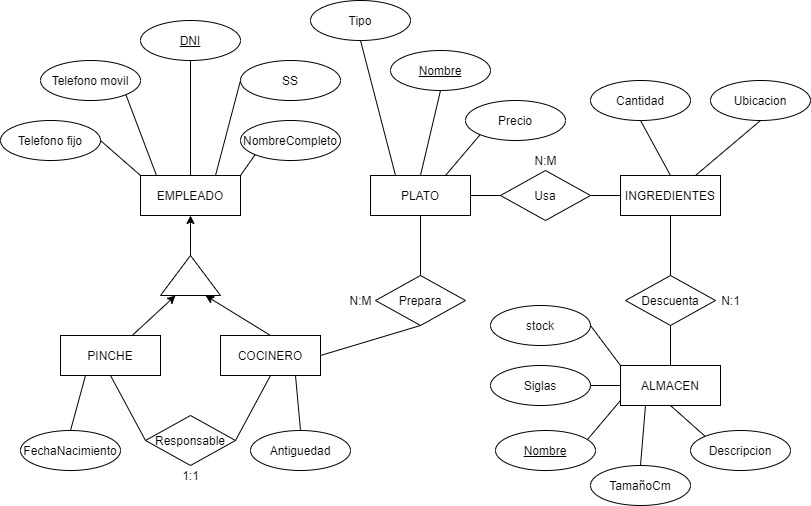 Tipo
DNI
Nombre
Telefono movil
SS
Cantidad
Ubicacion
Precio
Telefono fijo
NombreCompleto
N:M
EMPLEADO
PLATO
Usa
INGREDIENTES
N:M
Prepara
Descuenta
N:1
stock
PINCHE
COCINERO
Siglas
ALMACEN
Responsable
FechaNacimiento
Antiguedad
Nombre
Descripcion
1:1
TamañoCm